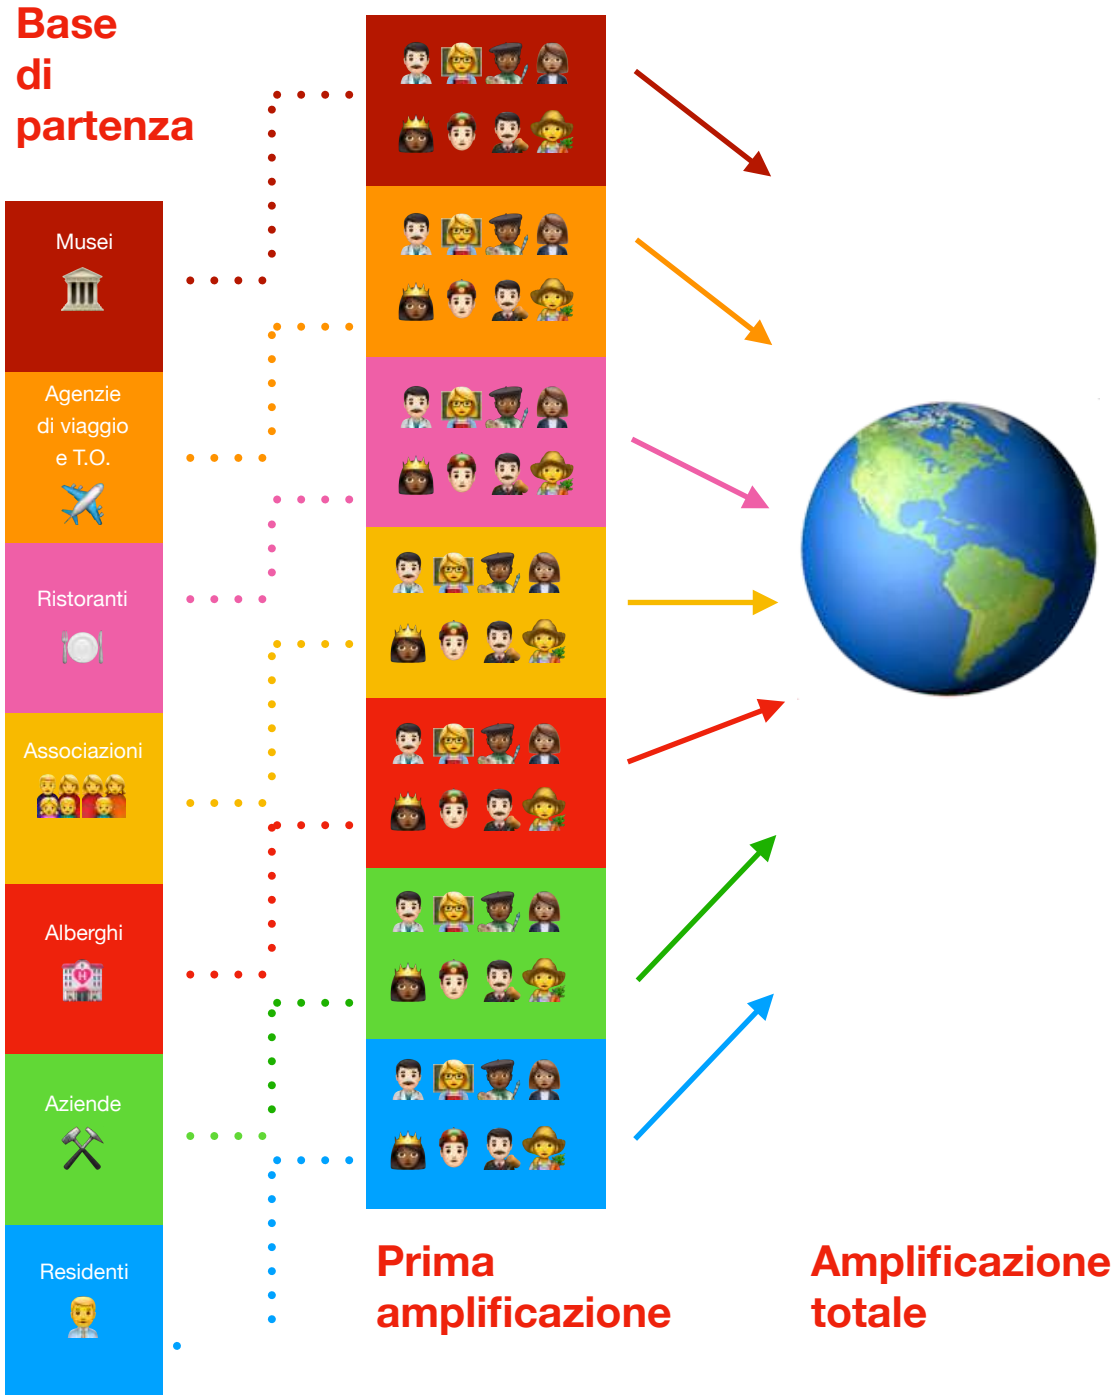 Base
di
partenza
Musei
Agenzie
di viaggio
e T.O.
Ristoranti
Associazioni
Alberghi
Aziende
Residenti
Prima
amplificazione
Amplificazione
totale